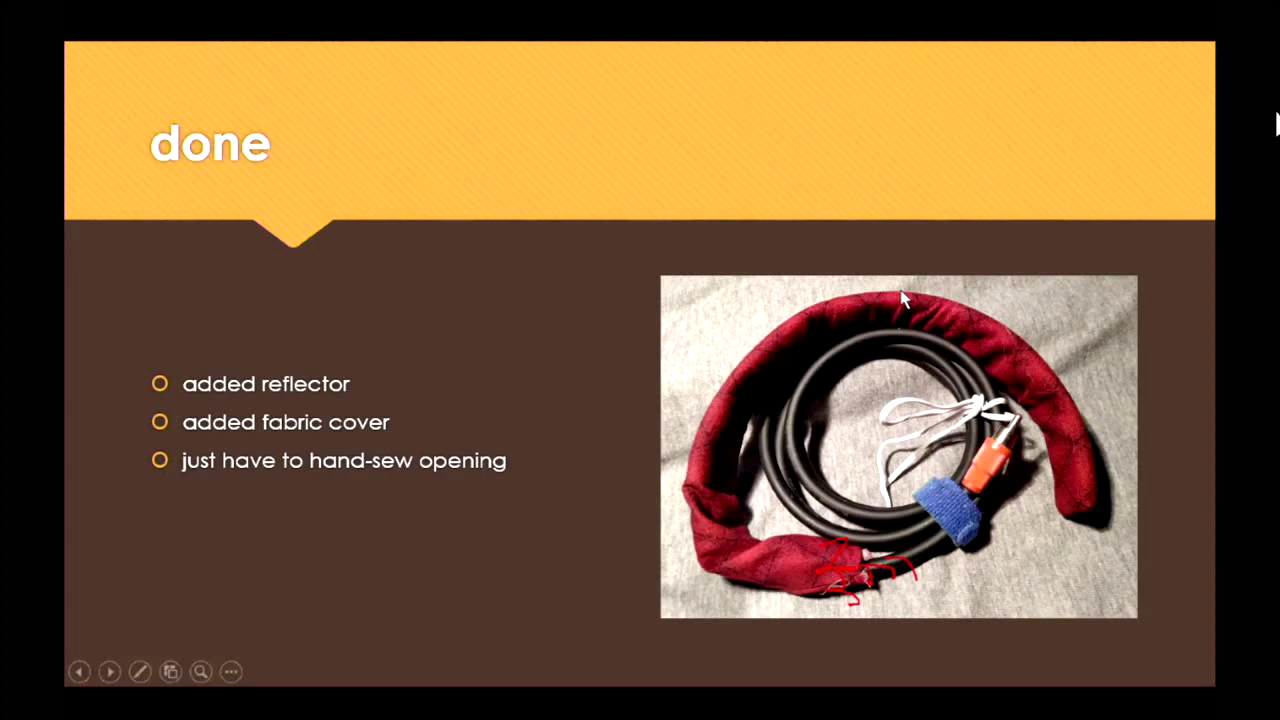 done
added reflector
added fabric cover
just have to hand-sew opening